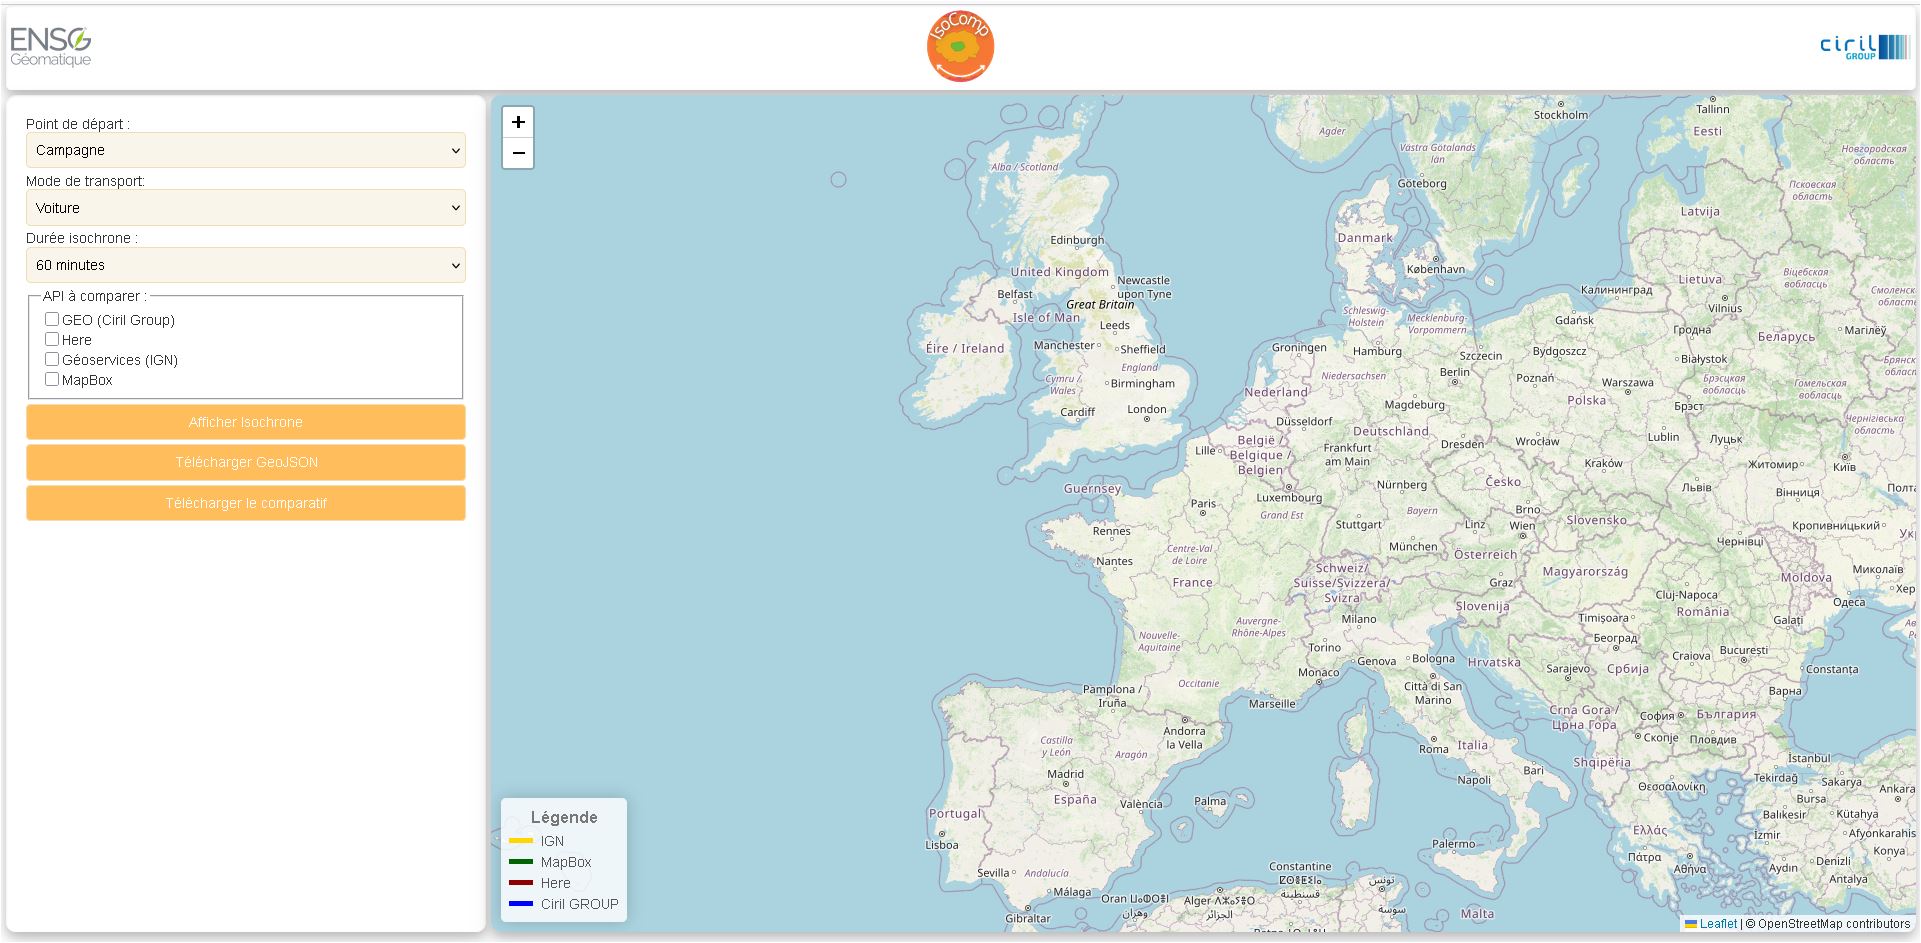 ENSG
Géomatique
IsoComp
ciril
GROUP
Point de départ :
Campagne
Mode de transport:
Voiture
Durée isochrone :
60 minutes
API à comparer :
GEO (Ciril Group)
Here
Géoservices (IGN)
MapBox
Afficher Isochrone
Télécharger GeoJSON
Télécharger le comparatif
+
−
Stockholm
Tallinn
Eesti
Agder
Västra Götalands
län
Новгородская
область
Alba / Scotland
Göteborg
Псковская
область
Latvija
Edinburgh
Danmark
København
United Kingdom
Newcastle
upon Tyne
Lietuva
Віцебская
вобласць
Belfast
Great Britain
Isle of Man
Калининград
Vilnius
Leeds
Schleswig-
Holstein
Mecklenburg-
Vorpommern
Gdańsk
Гродна
Беларусь
Магілёў
Éire / Ireland
Manchester
Sheffield
England
Groningen
Hamburg
Szczecin
Bydgoszcz
Białystok
Cymru /
Wales
Birmingham
Niedersachsen
Berlin
Poznań
Warszawa
Брэсцкая
вобласць
Гомельская
вобласць
Nederland
Polska
Cardiff
London
Magdeburg
Брэст
Düsseldorf
Deutschland
Чернігівська
область
België /
Belgique /
Belgien
Lille
Frankfurt
am Main
Dresden
Wrocław
Lublin
Луцьк
Kraków
Житомир
Київ
Guernsey
Luxembourg
Nürnberg
Česko
Львів
Вінниця
Paris
Grand Est
Bayern
Brno
Rennes
Stuttgart
Linz
Wien
Slovensko
Кропивницький
Centre-Val
de Loire
München
Österreich
Чернівці
Nantes
France
Schweiz/
Suisse/Svizzera/
Svizra
Graz
Magyarország
Moldova
Миколаїв
Cluj-Napoca
Slovenija
România
Одеса
Auvergne-
Rhône-Alpes
Milano
Timișoara
Galați
Nouvelle-
Aquitaine
Torino
Genova
Bologna
Београд
București
Craiova
Hrvatska
Sarajevo
Србија
Constanța
Occitanie
Monaco
Pamplona /
Iruña
Città di San
Marino
Варна
Marseille
Crna Gora /
Црна Гора
София
България
Andorra
la Vella
Castilla
y León
Aragón
Скопје
Пловдив
Roma
Italia
İstanbul
Shqipëria
Madrid
Bari
Tekirdağ
Napoli
Sakarya
Θεσσαλονίκη
Ankara
España
València
Palma
Bursa
Portugal
Balıkesir
Kütahya
Ελλάς
İzmir
Afyonkarahisar
Lisboa
Palermo
Πάτρα
Konya
Denizli
Αθήνα
Aydın
Antalya
Constantine
قسنطينة
تونس
Sevilla
Andalucía
Málaga
Oran
وهران
Alger
الجزائر
سوسة
Malta
Gibraltar
Légende
IGN
MapBox
Here
Ciril GROUP
Leaflet | © OpenStreetMap contributors